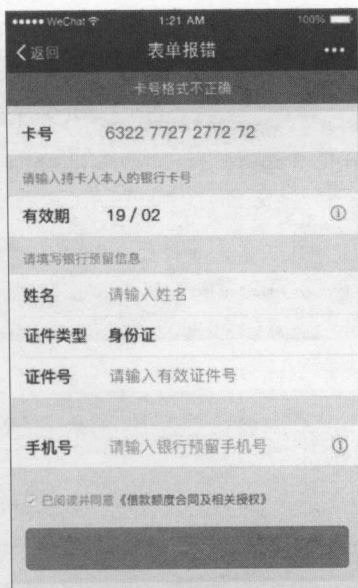 ●●●●● WeChat 1:21 AM 100%
返回 表单报错 •••
卡号格式不正确
卡号 6322 7727 2772 72
请输入持卡人本人的银行卡号
有效期 19 / 02
请填写银行预留信息
姓名 请输入姓名
证件类型 身份证
证件号 请输入有效证件号
手机号 请输入银行预留手机号
已阅读并同意《借款额度合同及相关授权》